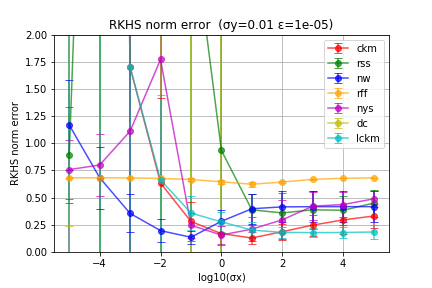 RKHS norm error (σy=0.01 ε=1e-05)
2.00
1.75
1.50
1.25
1.00
0.75
0.50
0.25
0.00
RKHS norm error
ckm
rss
nw
rff
nys
dc
lckm
−4 −2 0 2 4
log10(σx)